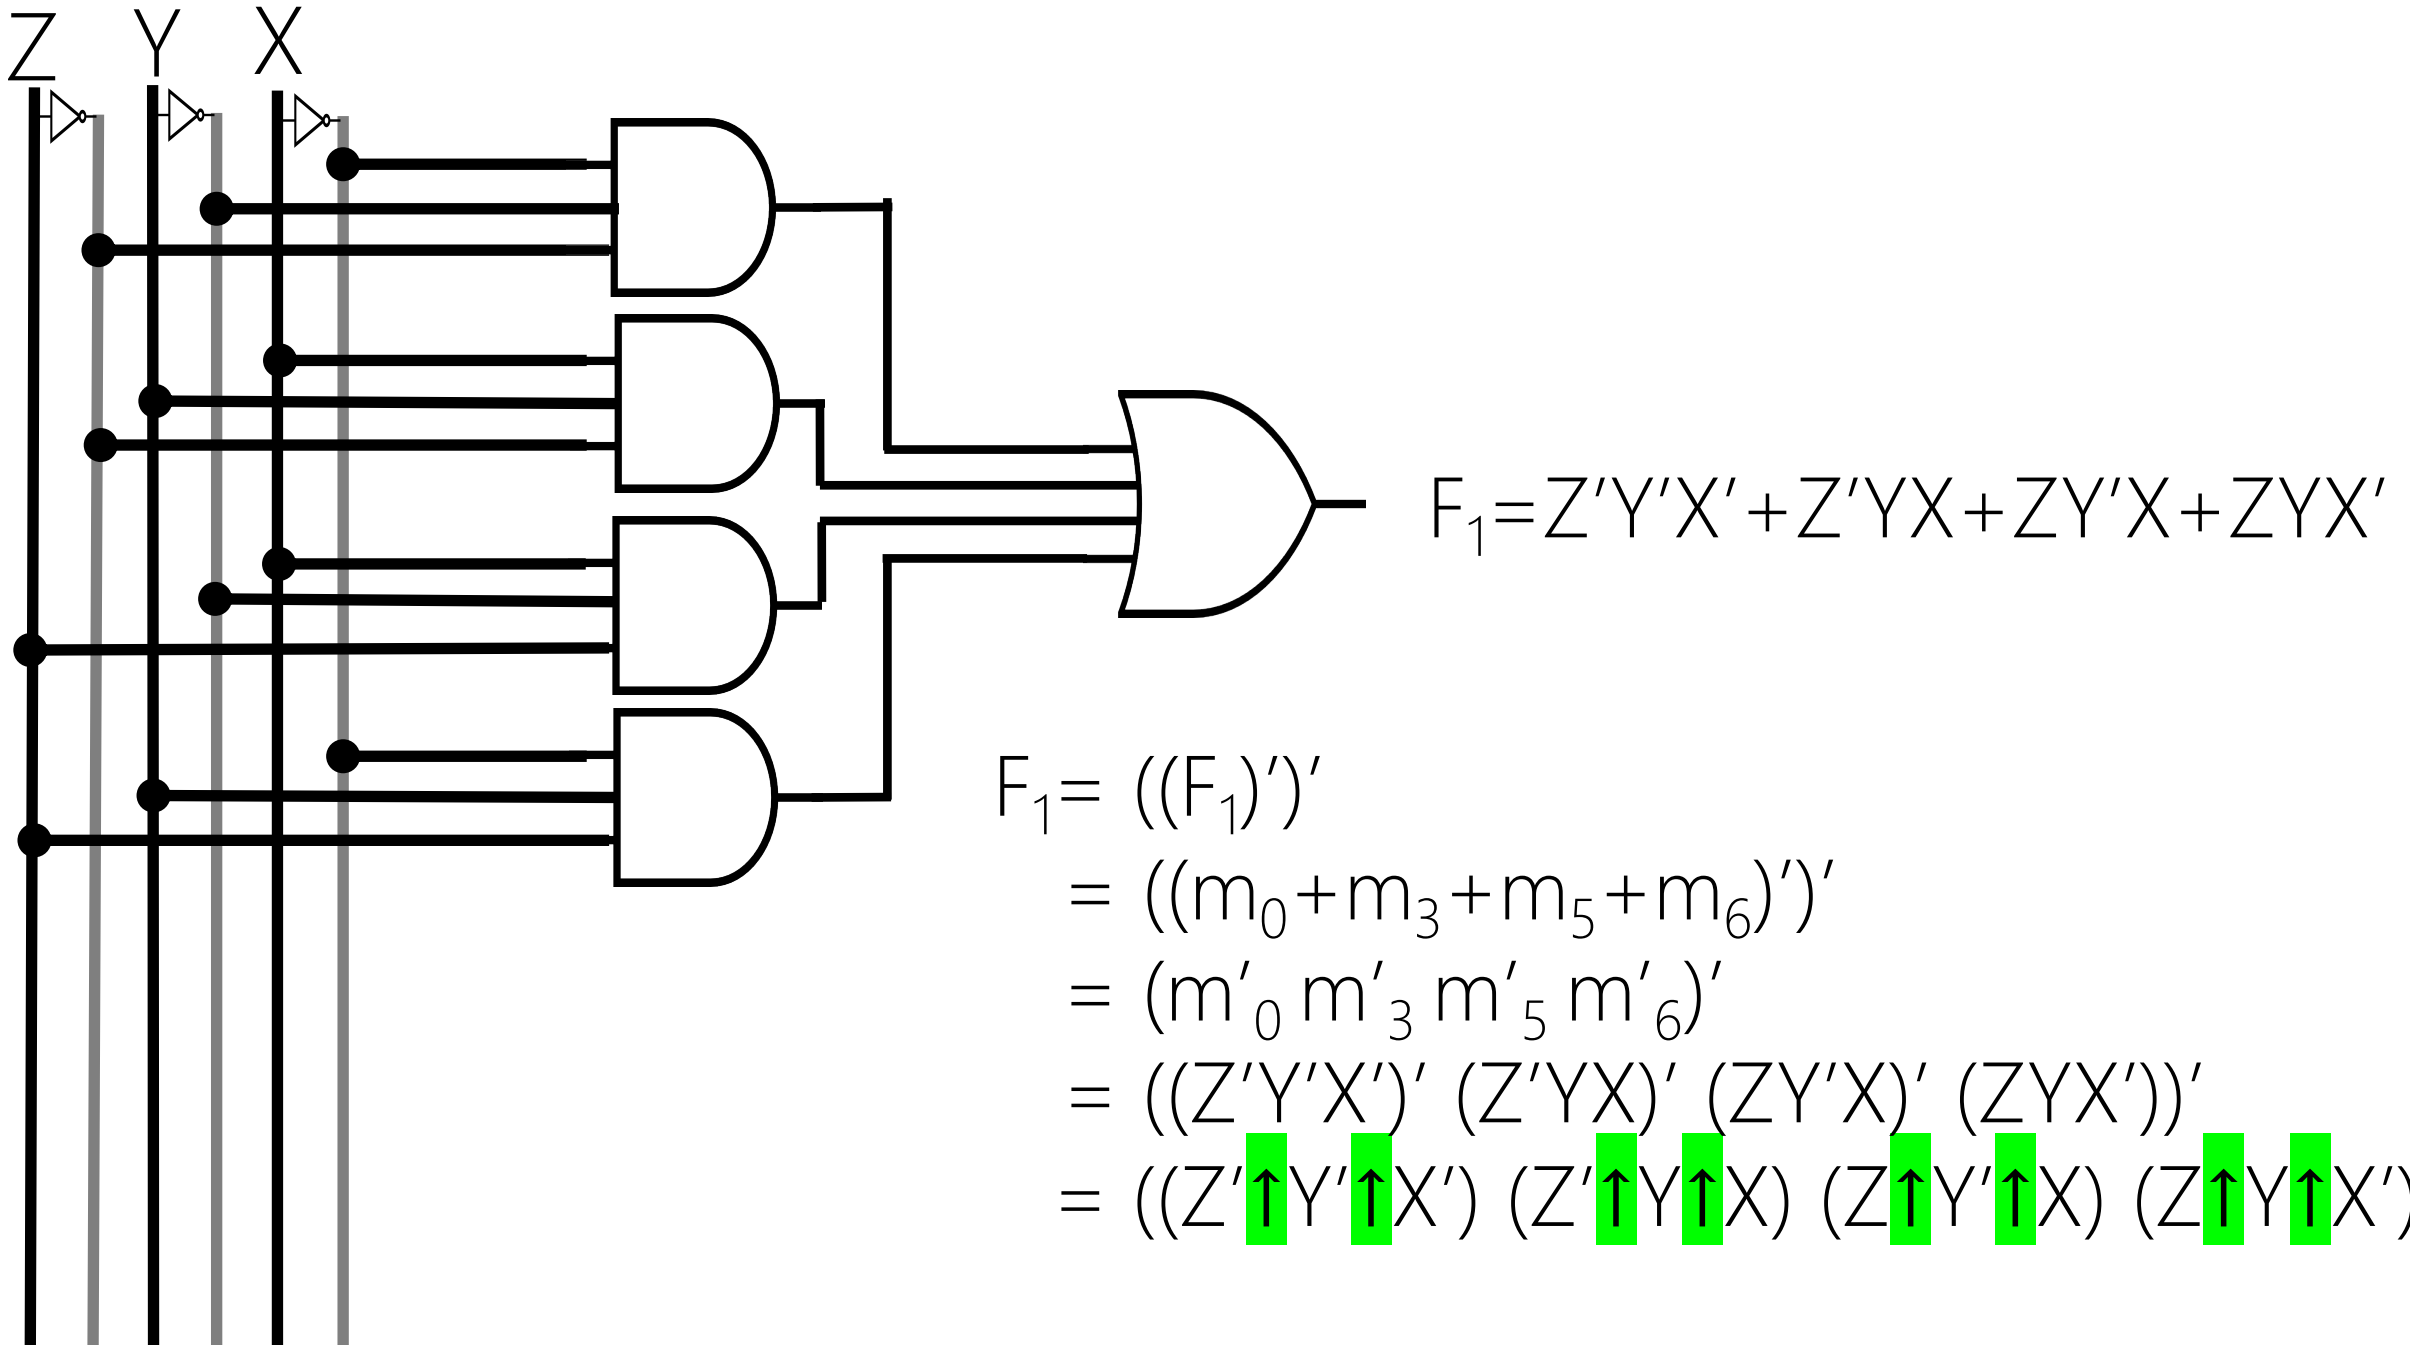 Z Y X
F₁=Z′Y′X′+Z′YX+ZY′X+ZYX′
F₁= ((F₁)′)′
= ((m₀+m₃+m₅+m₆)′)′
= (m′₀ m′₃ m′₅ m′₆)′
= ((Z′Y′X′)′ (Z′YX)′ (ZY′X)′ (ZYX′))′
= ((Z′↑Y′↑X′) (Z′↑Y↑X) (Z↑Y′↑X) (Z↑Y↑X′)